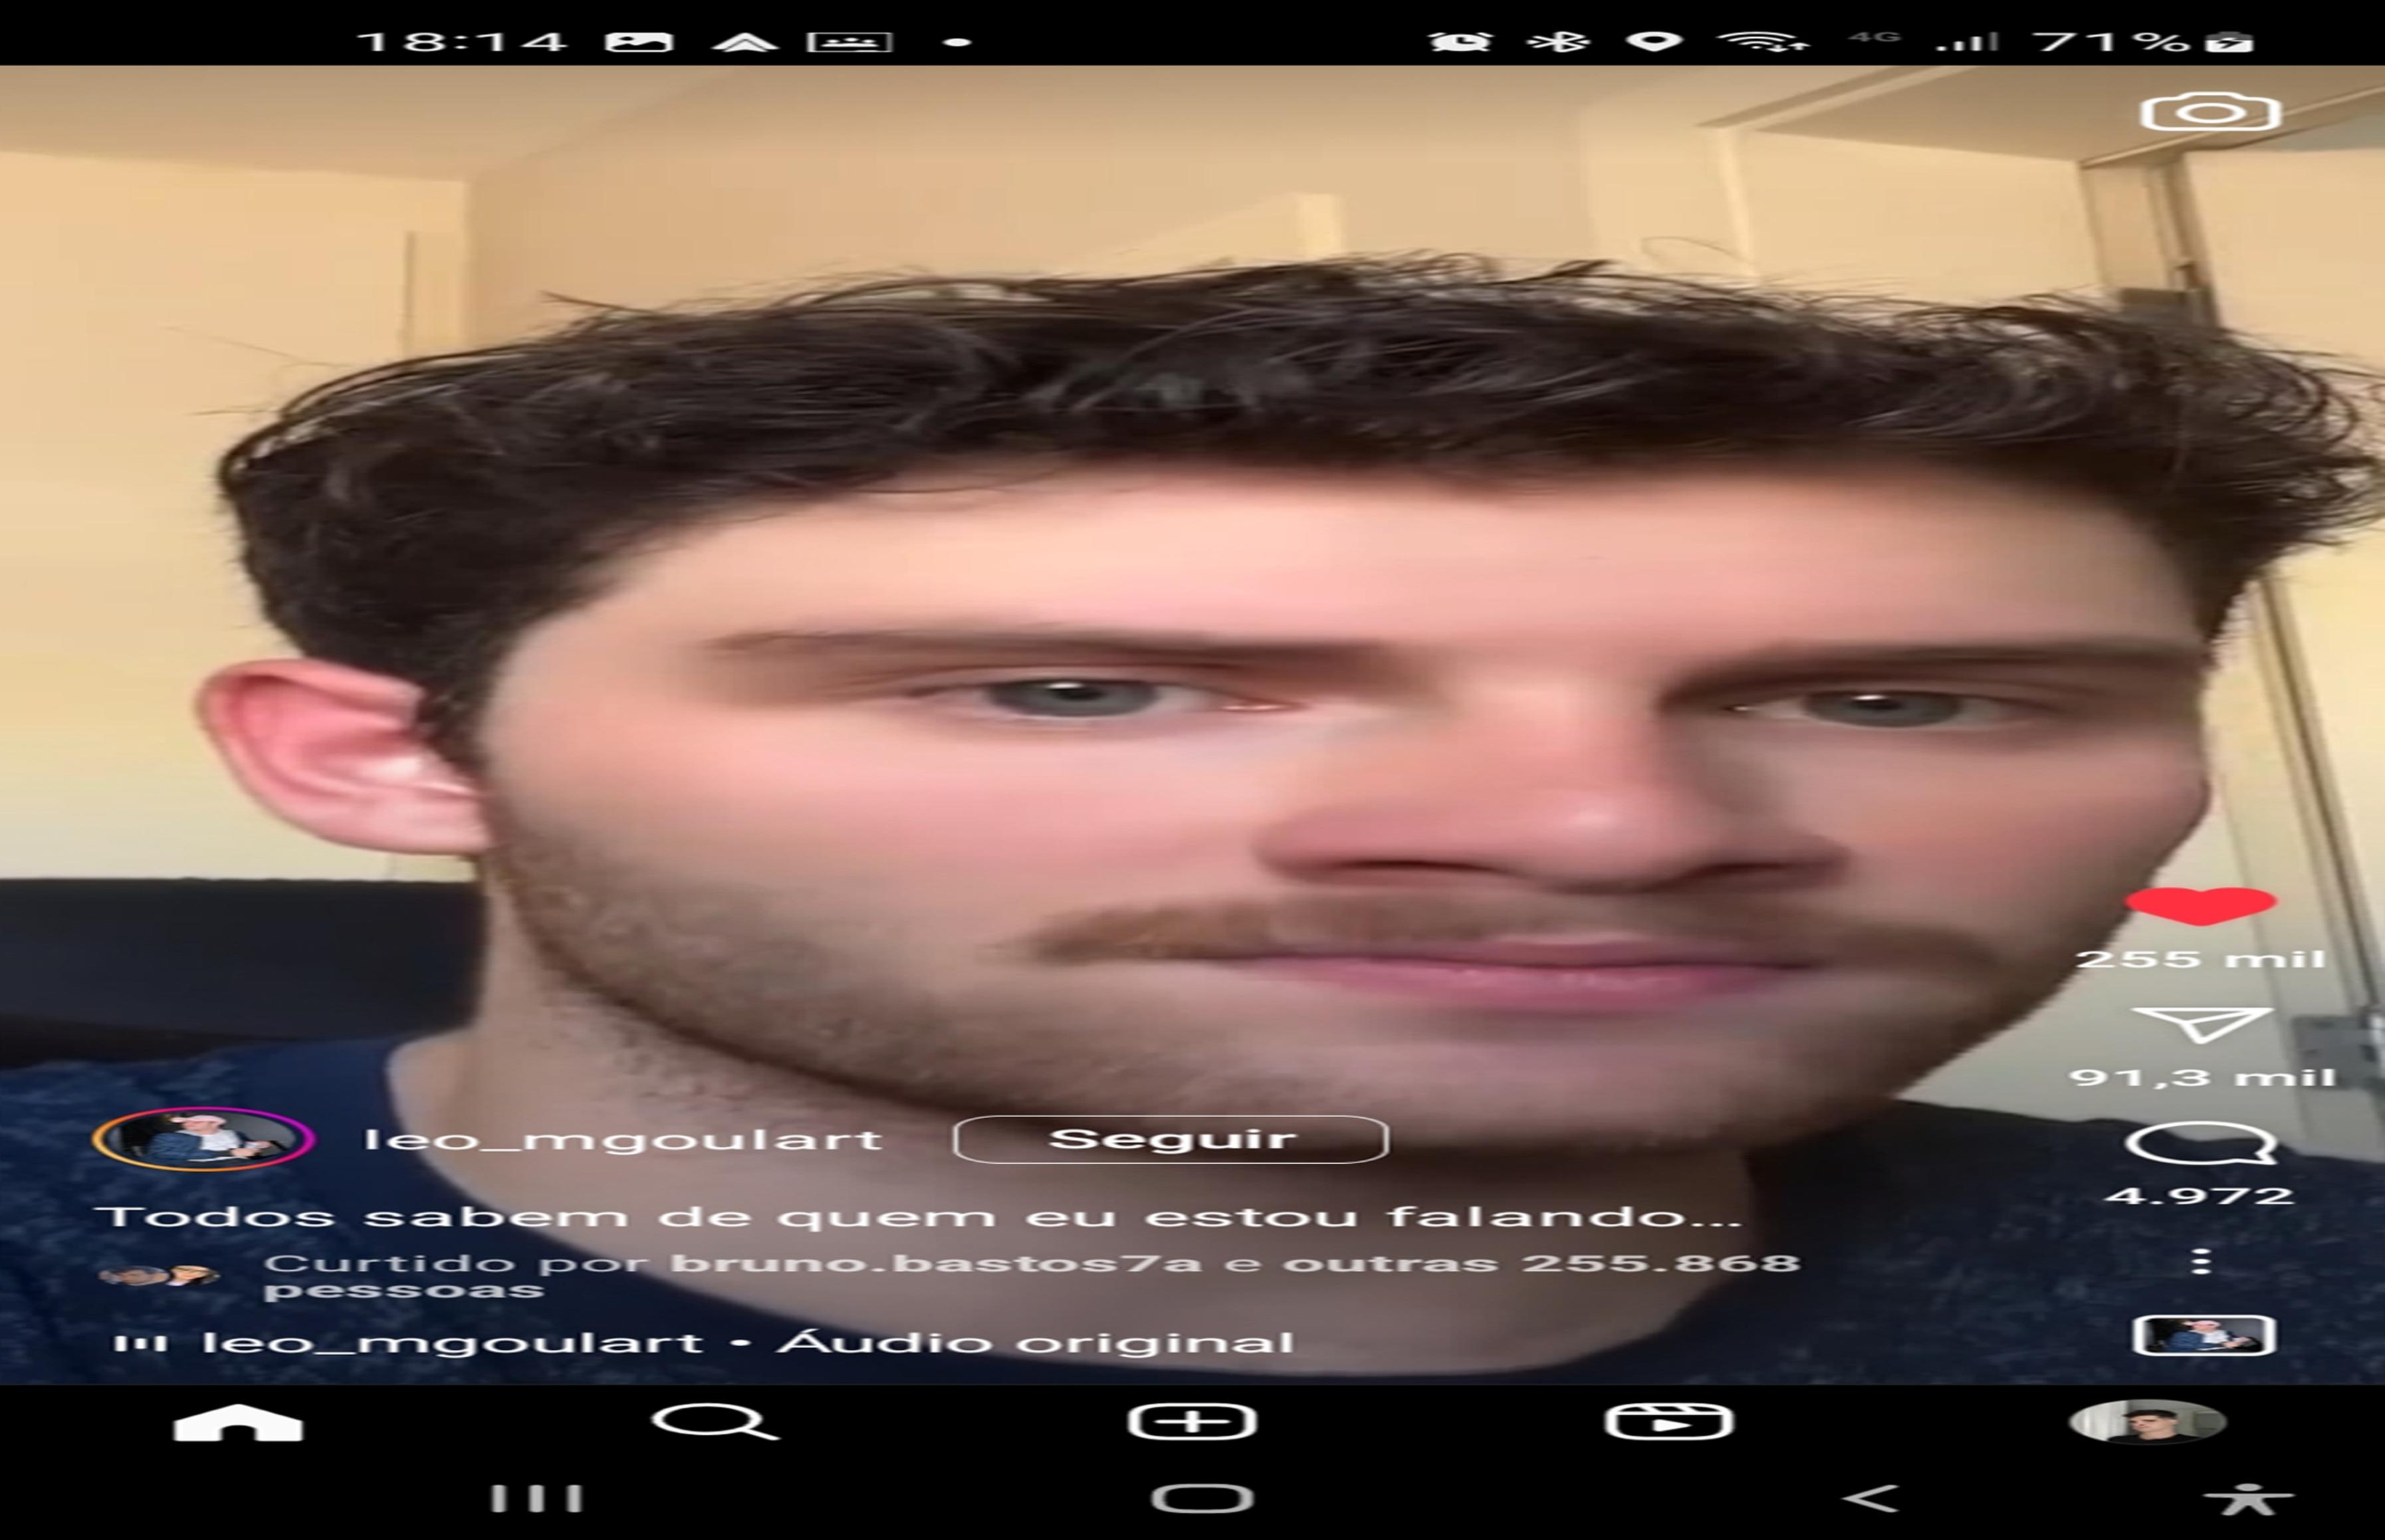 18:14 4G 71%
255 mil
91,3 mil
leo_mgoulart Seguir
4.972
Todos sabem de quem eu estou falando...
Curtido por bruno.bastos7a e outras 255.868
pessoas
leo_mgoulart • Áudio original